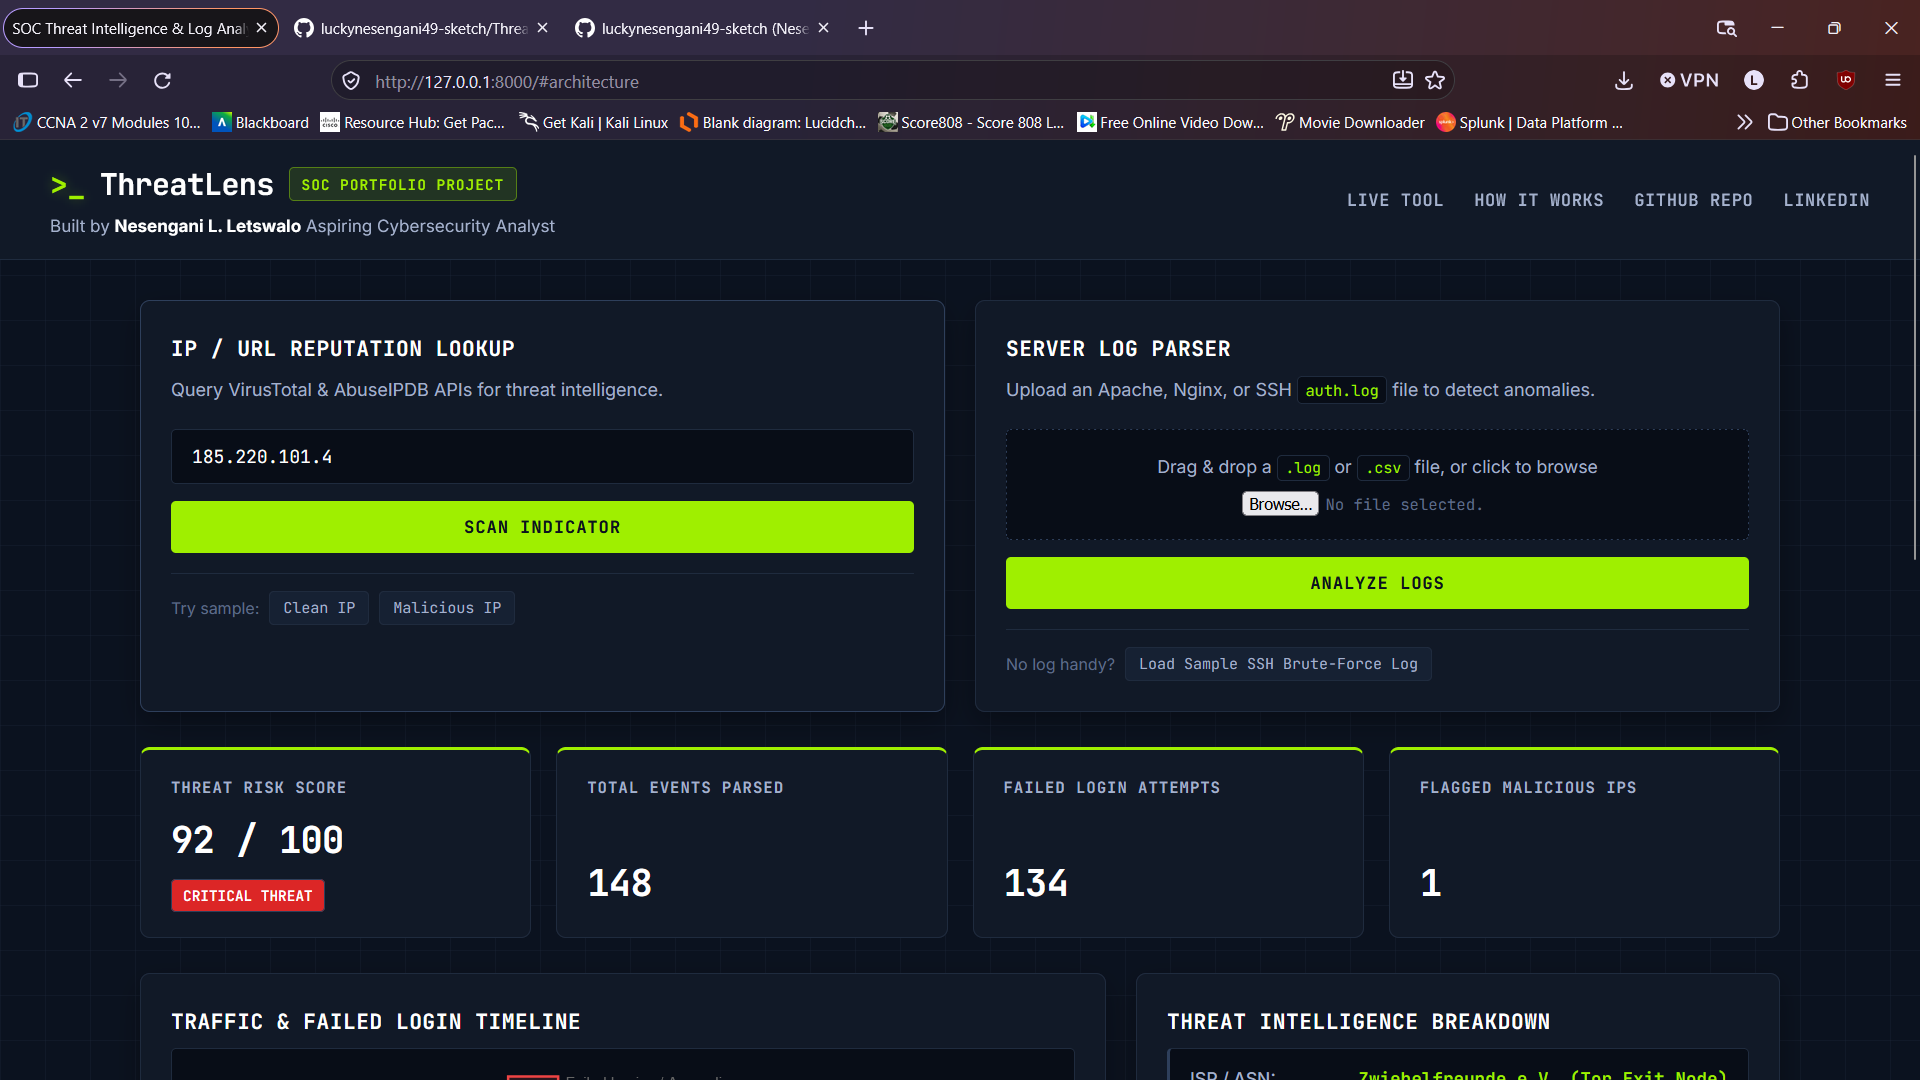 SOC Threat Intelligence & Log Anal
luckynesengani49-sketch/Threa
luckynesengani49-sketch (Nese
http://127.0.0.1:8000/#architecture
VPN
L
CCNA 2 v7 Modules 10...
Blackboard
Resource Hub: Get Pac...
Get Kali | Kali Linux
Blank diagram: Lucidch...
Score808 - Score 808 L...
Free Online Video Dow...
Movie Downloader
Splunk | Data Platform ...
Other Bookmarks
>_ ThreatLens
SOC PORTFOLIO PROJECT
Built by Nesengani L. Letswalo Aspiring Cybersecurity Analyst
LIVE TOOL
HOW IT WORKS
GITHUB REPO
LINKEDIN
IP / URL REPUTATION LOOKUP
Query VirusTotal & AbuseIPDB APIs for threat intelligence.
185.220.101.4
SCAN INDICATOR
Try sample: Clean IP Malicious IP
SERVER LOG PARSER
Upload an Apache, Nginx, or SSH auth.log file to detect anomalies.
Drag & drop a .log or .csv file, or click to browse
Browse... No file selected.
ANALYZE LOGS
No log handy? Load Sample SSH Brute-Force Log
THREAT RISK SCORE
92 / 100
CRITICAL THREAT
TOTAL EVENTS PARSED
148
FAILED LOGIN ATTEMPTS
134
FLAGGED MALICIOUS IPS
1
TRAFFIC & FAILED LOGIN TIMELINE
THREAT INTELLIGENCE BREAKDOWN
ISP / ASN: Zwiebelfreunde e.V. (Tor Exit Node)